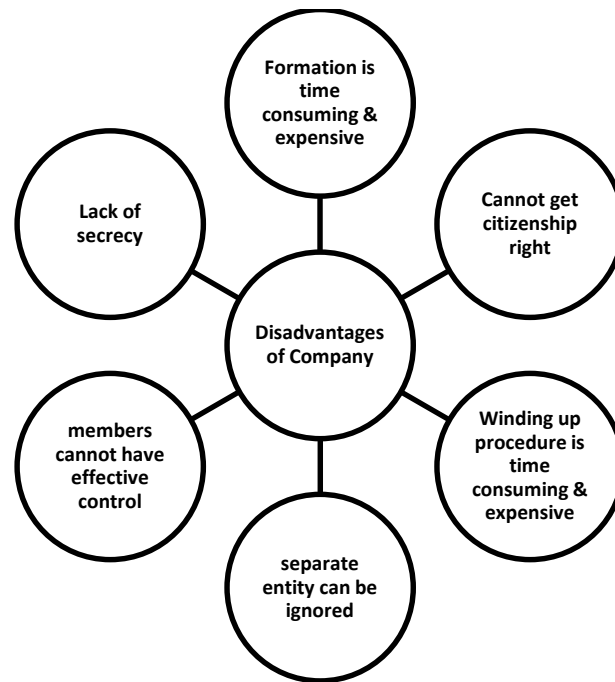 Formation is
time
consuming &
expensive
Lack of
secrecy
Cannot get
citizenship
right
Disadvantages
of Company
members
cannot have
effective
control
Winding up
procedure is
time
consuming &
expensive
separate
entity can be
ignored